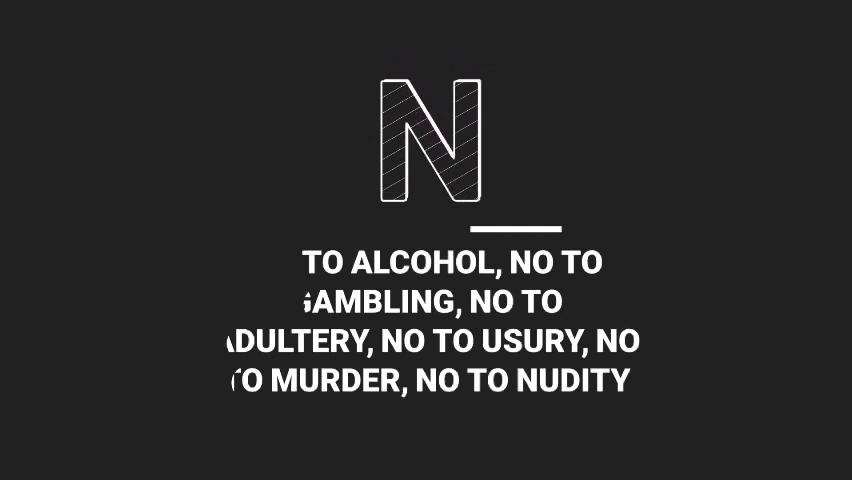 N
TO ALCOHOL, NO TO
GAMBLING, NO TO
ADULTERY, NO TO USURY, NO
TO MURDER, NO TO NUDITY